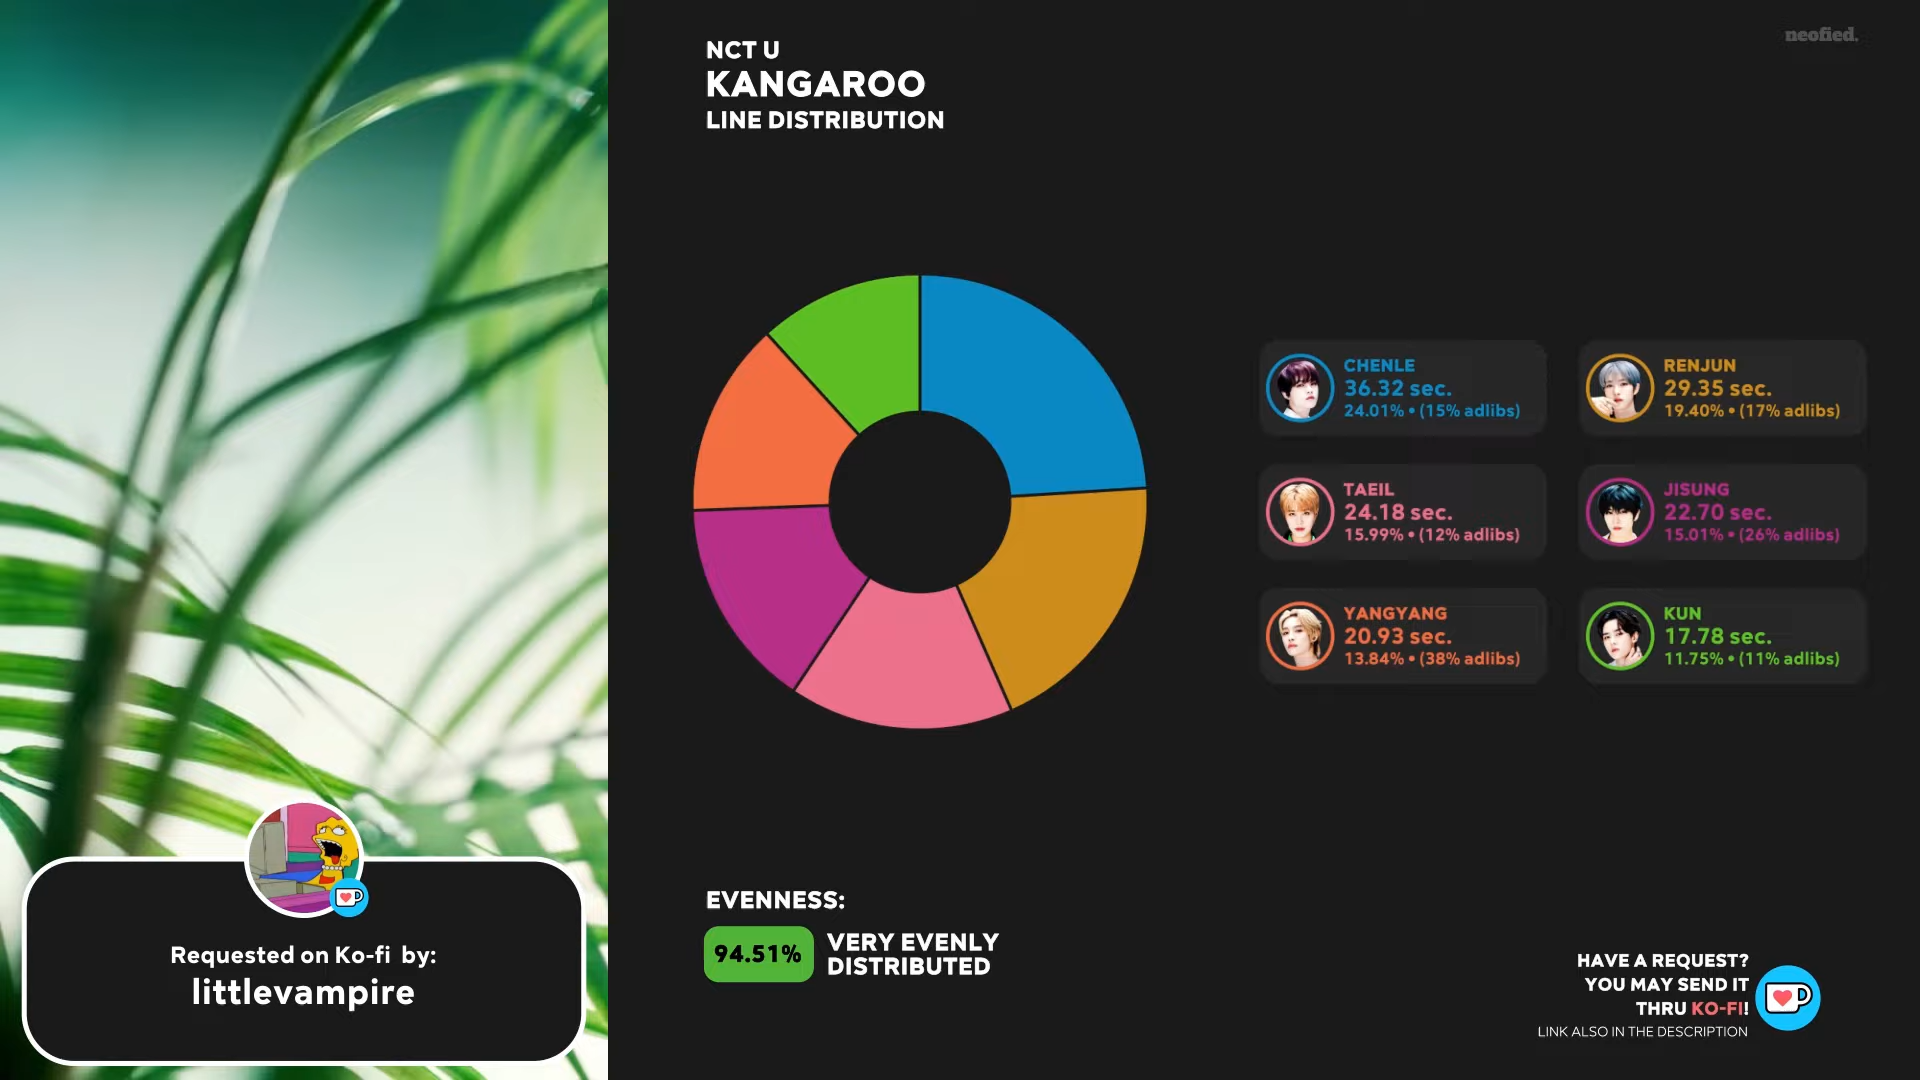 neofied.
NCT U
KANGAROO
LINE DISTRIBUTION
CHENLE
36.32 sec.
24.01% • (15% adlibs)
RENJUN
29.35 sec.
19.40% • (17% adlibs)
TAEIL
24.18 sec.
15.99% • (12% adlibs)
JISUNG
22.70 sec.
15.01% • (26% adlibs)
YANGYANG
20.93 sec.
13.84% • (38% adlibs)
KUN
17.78 sec.
11.75% • (11% adlibs)
EVENNESS:
94.51%
VERY EVENLY
DISTRIBUTED
Requested on Ko-fi by:
littlevampire
HAVE A REQUEST?
YOU MAY SEND IT
THRU KO-FI!
LINK ALSO IN THE DESCRIPTION